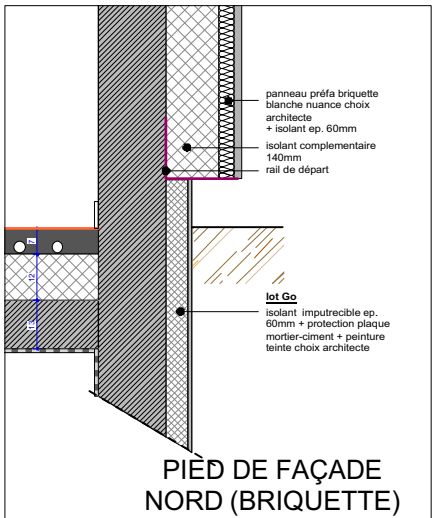 panneau préfa briquette
blanche nuance choix
architecte
+ isolant ep. 60mm
isolant complementaire
140mm
rail de départ
7
12
13
lot Go
isolant imputrecible ep.
60mm + protection plaque
mortier-ciment + peinture
teinte choix architecte
PIED DE FAÇADE
NORD (BRIQUETTE)